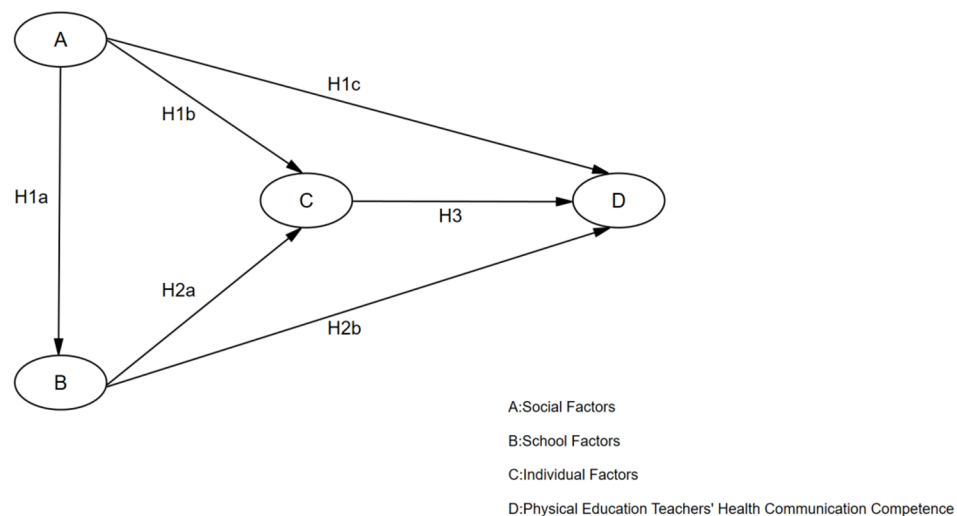 A
H1c
H1b
H1a
C
D
H3
H2a
H2b
B
A:Social Factors
B:School Factors
C:Individual Factors
D:Physical Education Teachers' Health Communication Competence